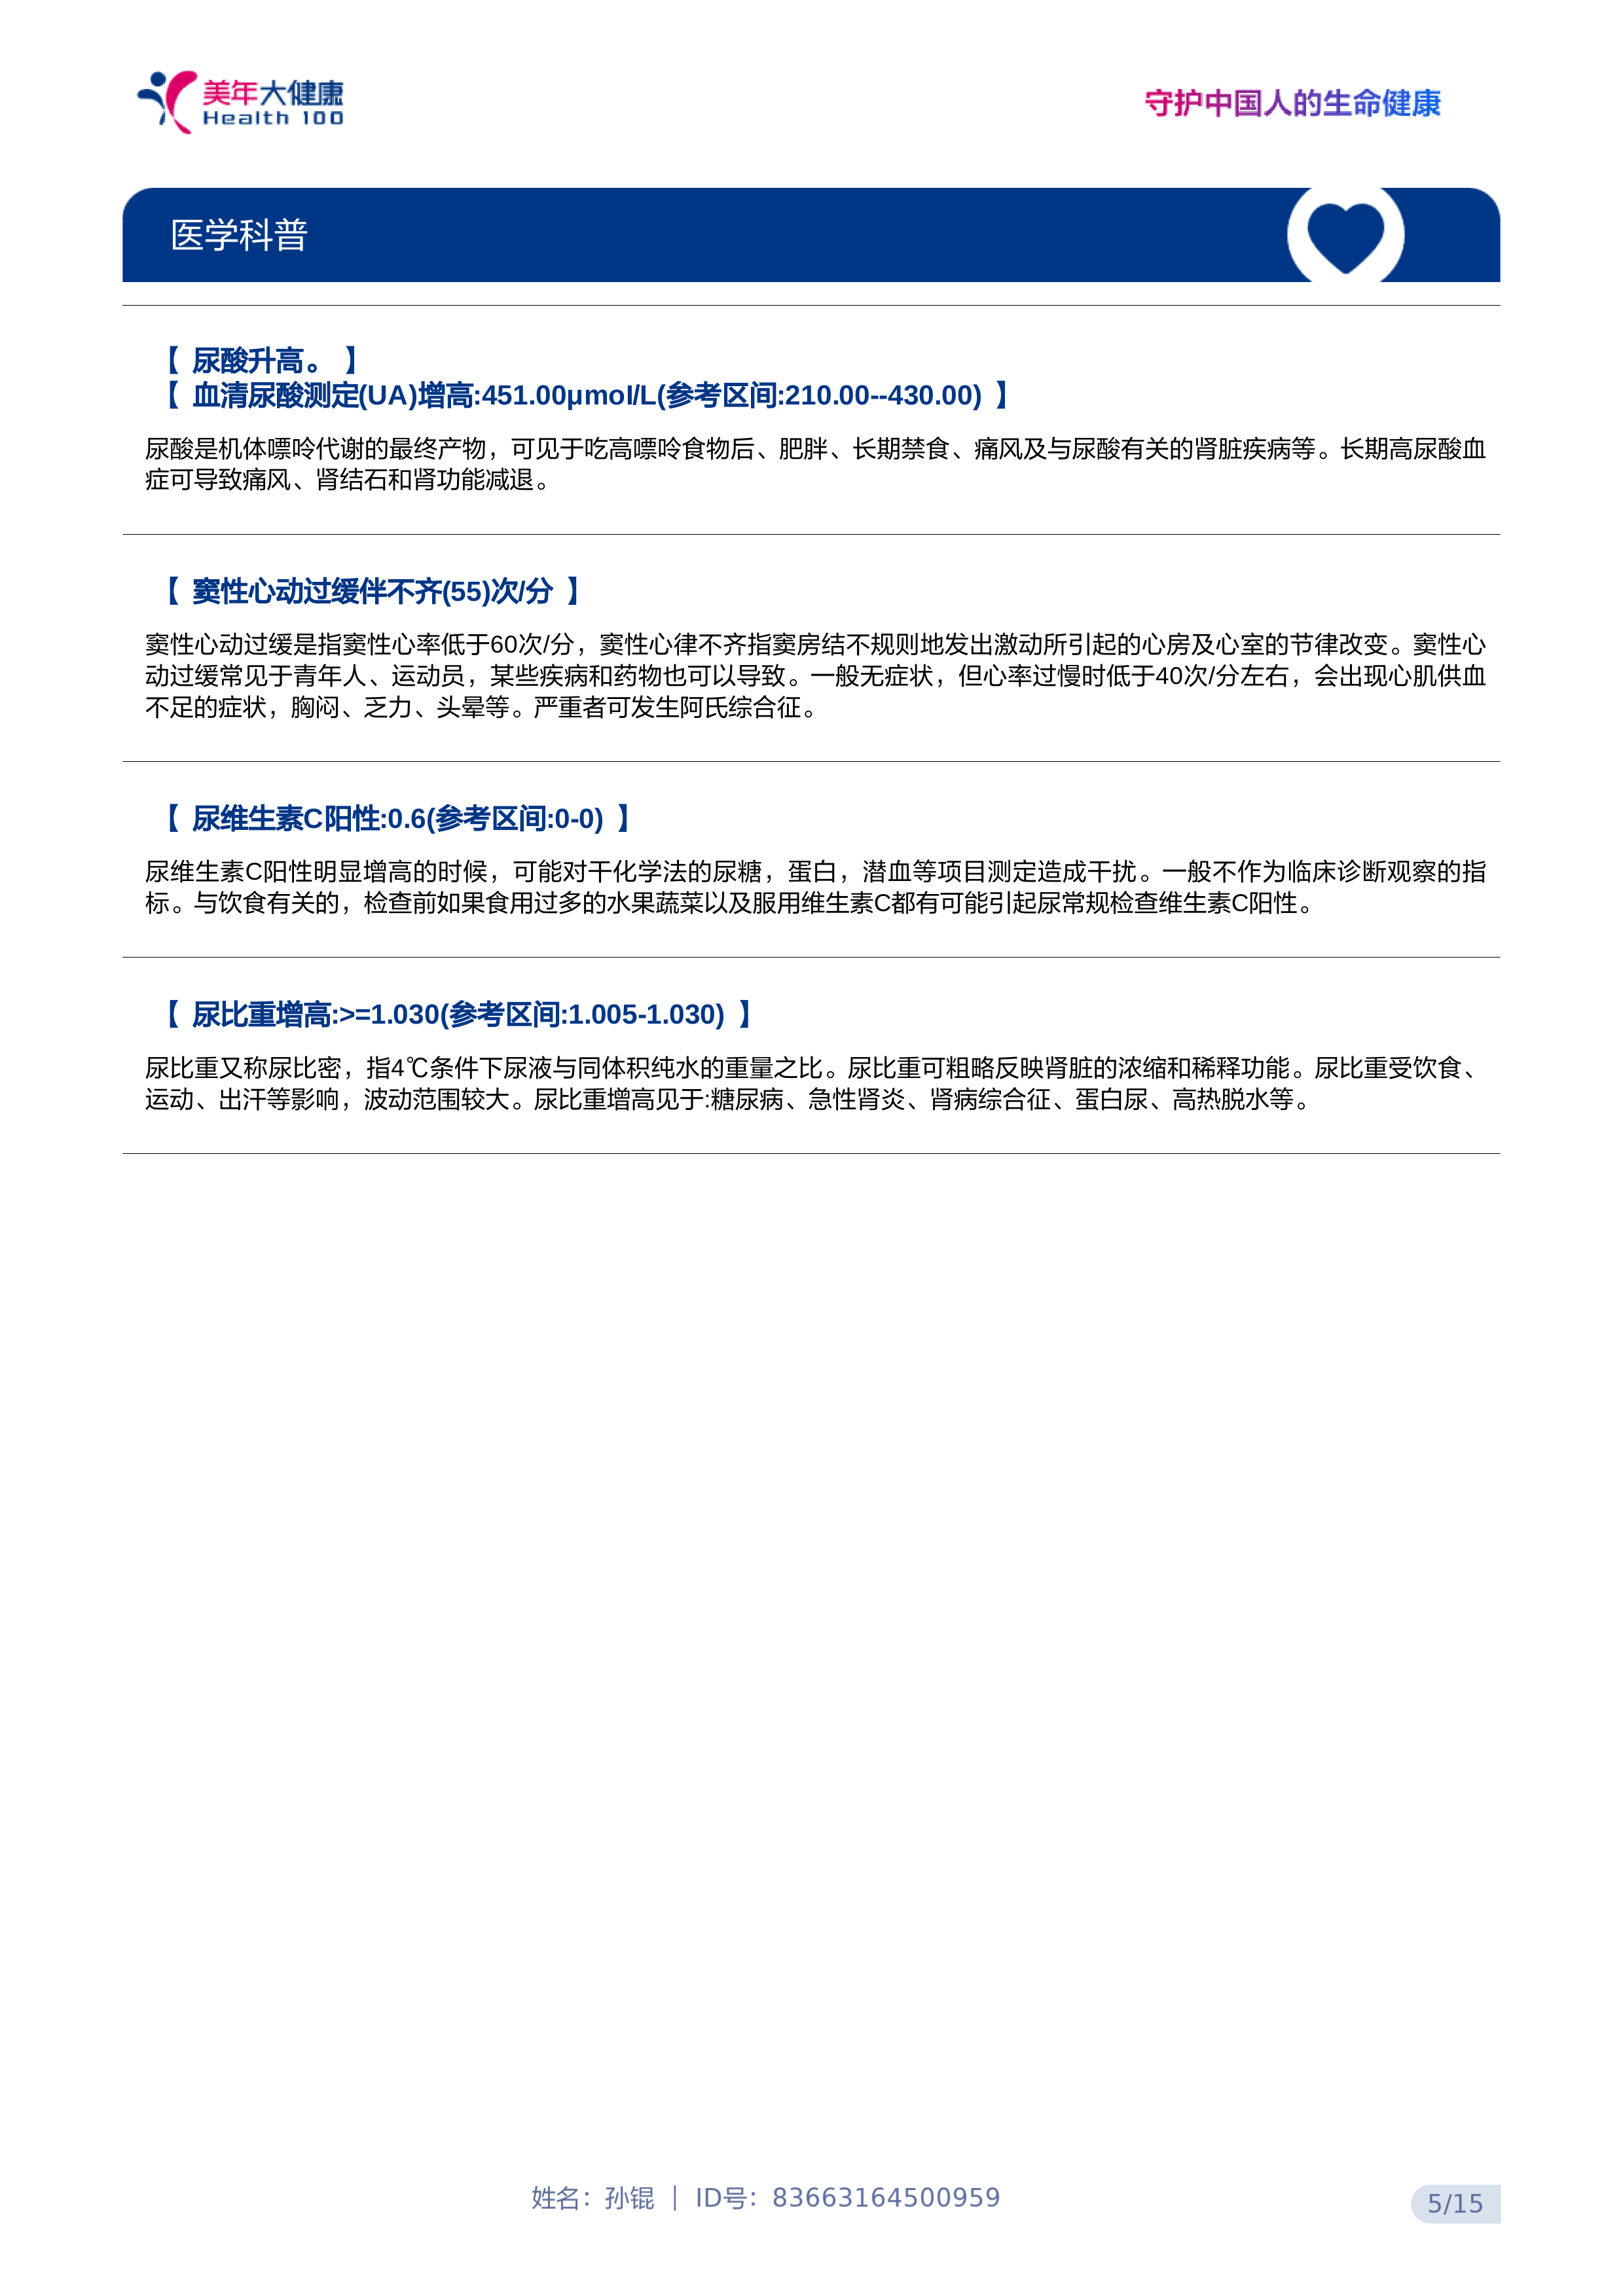 美年大健康
Health 100
守护中国人的生命健康
医学科普
【 尿酸升高。 】
【 血清尿酸测定(UA)增高:451.00μmol/L(参考区间:210.00--430.00) 】
尿酸是机体嘌呤代谢的最终产物，可见于吃高嘌呤食物后、肥胖、长期禁食、痛风及与尿酸有关的肾脏疾病等。长期高尿酸血
症可导致痛风、肾结石和肾功能减退。
【 窦性心动过缓伴不齐(55)次/分 】
窦性心动过缓是指窦性心率低于60次/分，窦性心律不齐指窦房结不规则地发出激动所引起的心房及心室的节律改变。窦性心
动过缓常见于青年人、运动员，某些疾病和药物也可以导致。一般无症状，但心率过慢时低于40次/分左右，会出现心肌供血
不足的症状，胸闷、乏力、头晕等。严重者可发生阿氏综合征。
【 尿维生素C阳性:0.6(参考区间:0-0) 】
尿维生素C阳性明显增高的时候，可能对干化学法的尿糖，蛋白，潜血等项目测定造成干扰。一般不作为临床诊断观察的指
标。与饮食有关的，检查前如果食用过多的水果蔬菜以及服用维生素C都有可能引起尿常规检查维生素C阳性。
【 尿比重增高:>=1.030(参考区间:1.005-1.030) 】
尿比重又称尿比密，指4℃条件下尿液与同体积纯水的重量之比。尿比重可粗略反映肾脏的浓缩和稀释功能。尿比重受饮食、
运动、出汗等影响，波动范围较大。尿比重增高见于:糖尿病、急性肾炎、肾病综合征、蛋白尿、高热脱水等。
姓名：孙锟 ｜ ID号：83663164500959
5/15